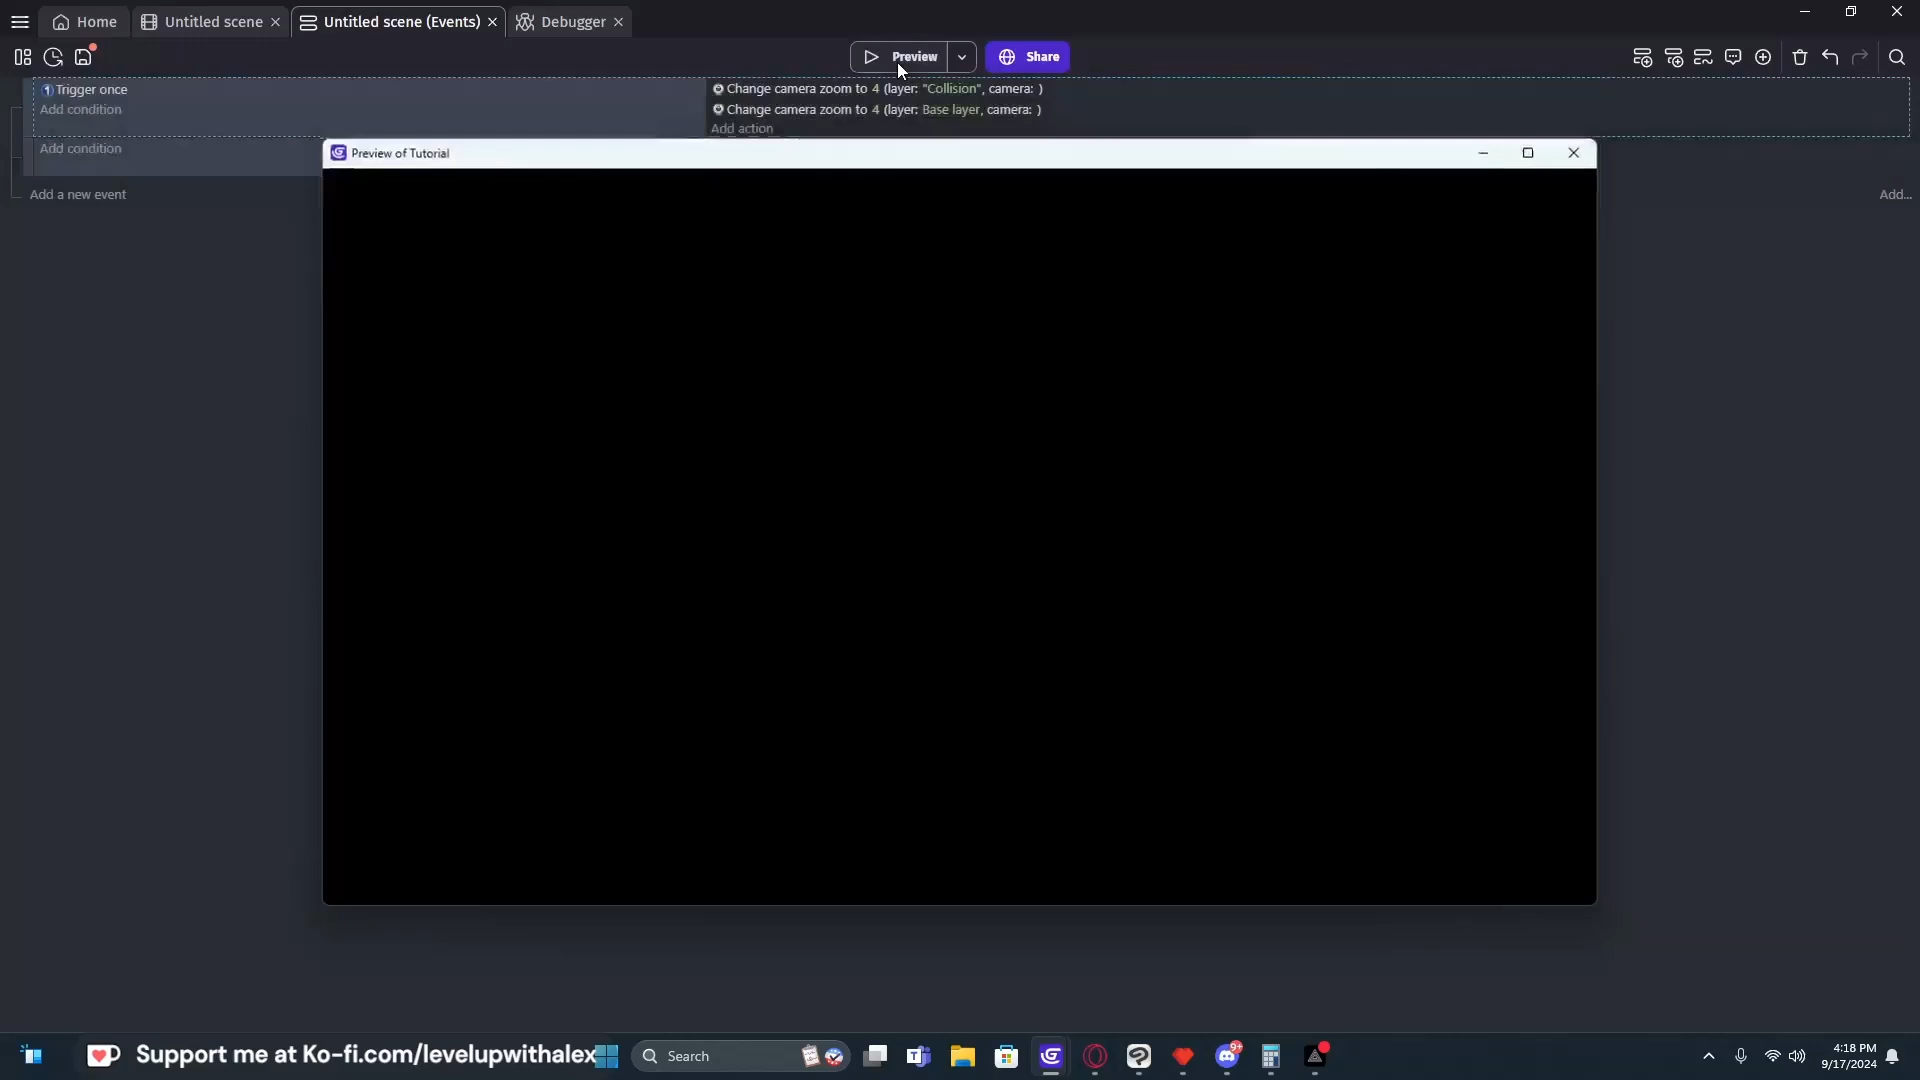 Home
Untitled scene
Untitled scene (Events)
Debugger
Preview
Share
Trigger once
Add condition
Change camera zoom to 4 (layer: "Collision", camera: )
Change camera zoom to 4 (layer: Base layer, camera: )
Add action
Add condition
Preview of Tutorial
Add a new event
Add...
Support me at Ko-fi.com/levelupwithalex
Search
9+
4:18 PM
9/17/2024